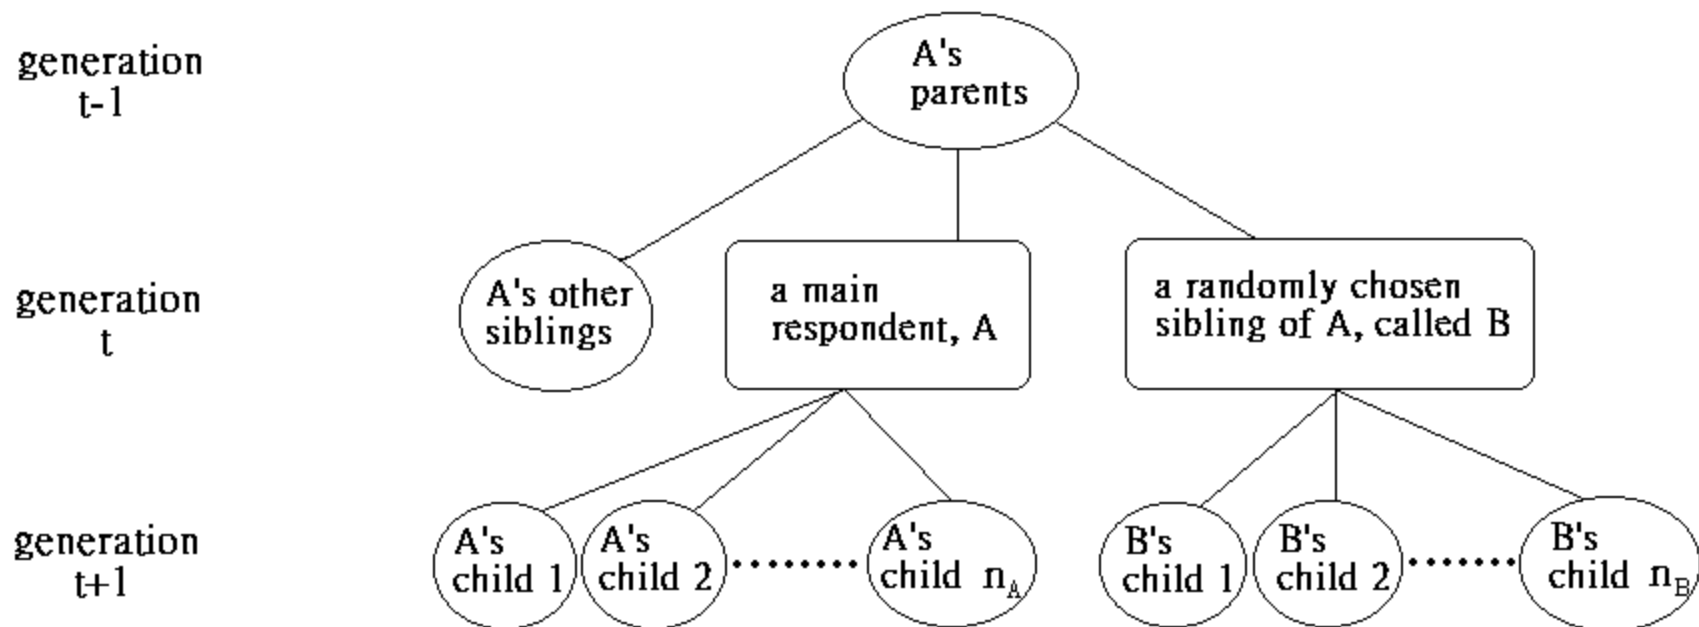 generation
t-1
A's
parents
generation
t
A's other
siblings
a main
respondent, A
a randomly chosen
sibling of A, called B
generation
t+1
A's
child 1
A's
child 2
A's
child n_A
B's
child 1
B's
child 2
B's
child n_B